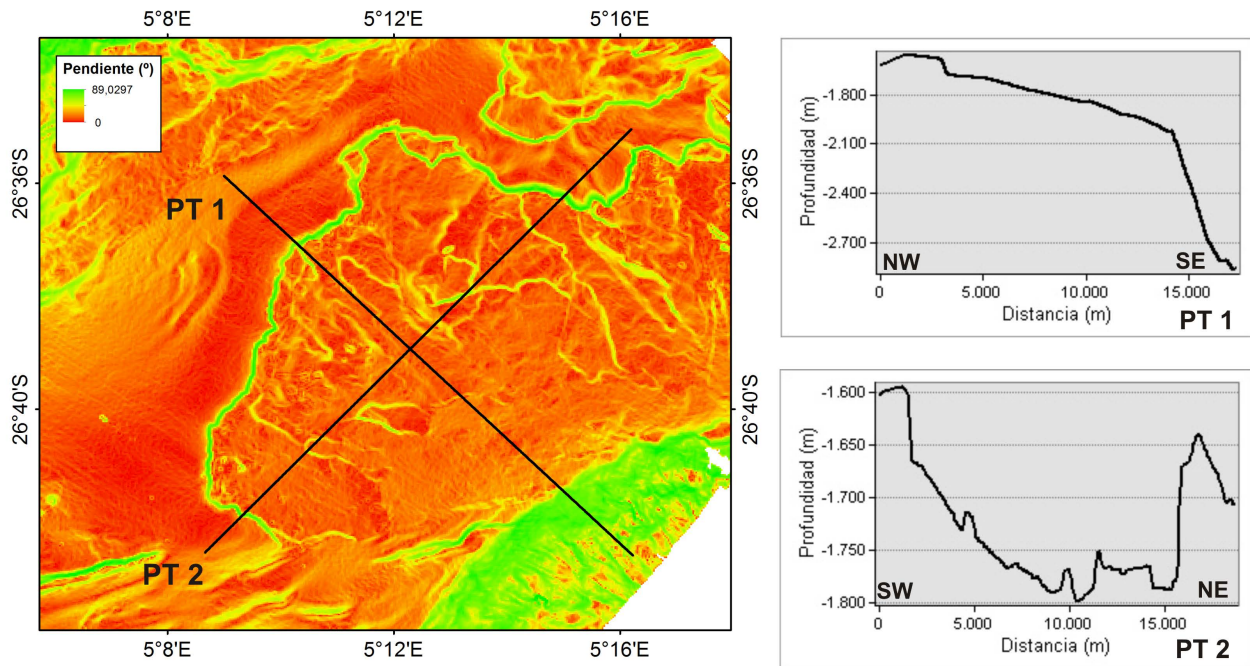 5°8'E
5°12'E
5°16'E
Pendiente (º)
89,0297
0
26°36'S
26°40'S
PT 1
PT 2
26°36'S
26°40'S
5°8'E
5°12'E
5°16'E
Profundidad (m)
-1.800
-2.100
-2.400
-2.700
NW
SE
0
5.000
10.000
15.000
Distancia (m)
PT 1
Profundidad (m)
-1.600
-1.650
-1.700
-1.750
-1.800
SW
NE
0
5.000
10.000
15.000
Distancia (m)
PT 2